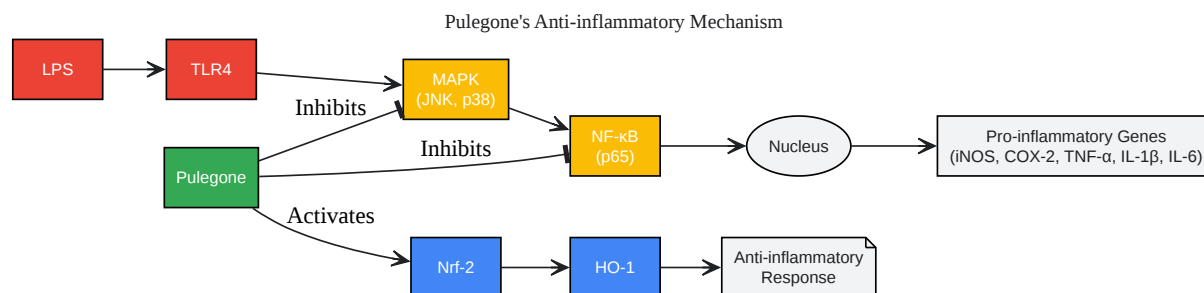 Pulegone's Anti-inflammatory Mechanism
LPS
TLR4
MAPK
(JNK, p38)
Inhibits
Inhibits
NF-κB
(p65)
Nucleus
Pro-inflammatory Genes
(iNOS, COX-2, TNF-α, IL-1β, IL-6)
Pulegone
Activates
Nrf-2
HO-1
Anti-inflammatory
Response